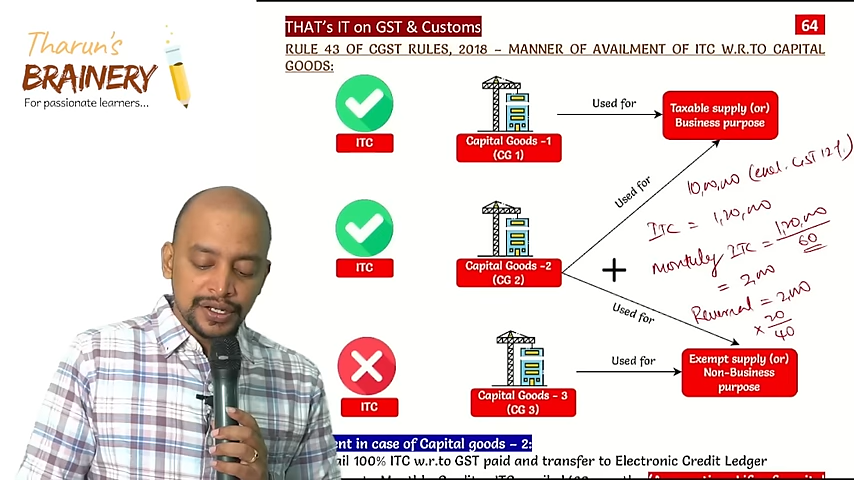 THAT's IT on GST & Customs
64
Tharun's
BRAINERY
For passionate learners...
RULE 43 OF CGST RULES, 2018 – MANNER OF AVAILMENT OF ITC W.R.TO CAPITAL
GOODS:
ITC
Capital Goods -1
(CG 1)
Used for
Taxable supply (or)
Business purpose
ITC
Capital Goods -2
(CG 2)
Used for
Used for
ITC
Capital Goods - 3
(CG 3)
Used for
Exempt supply (or)
Non-Business
purpose
10,00,000 (excl. GST 12%)
ITC = 1,20,000
monthly ITC = 1,20,000
60
= 2,000
Reversal = 2,000
× 20
40
ent in case of Capital goods – 2:
ail 100% ITC w.r.to GST paid and transfer to Electronic Credit Ledger